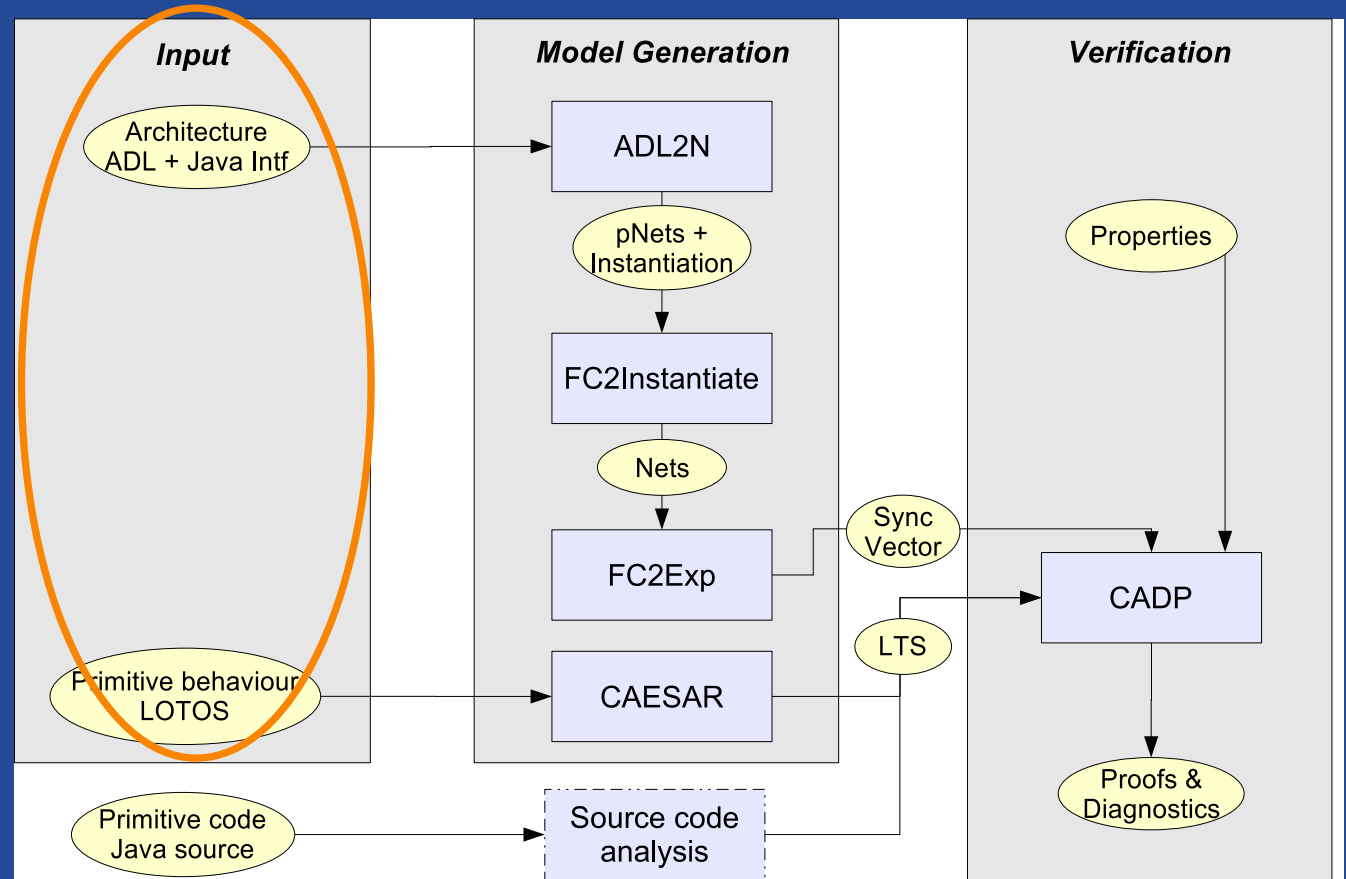 Input
Architecture
ADL + Java Intf
Primitive behaviour
LOTOS
Primitive code
Java source
Model Generation
ADL2N
pNets +
Instantiation
FC2Instantiate
Nets
FC2Exp
CAESAR
Source code
analysis
Sync
Vector
LTS
Verification
Properties
CADP
Proofs &
Diagnostics